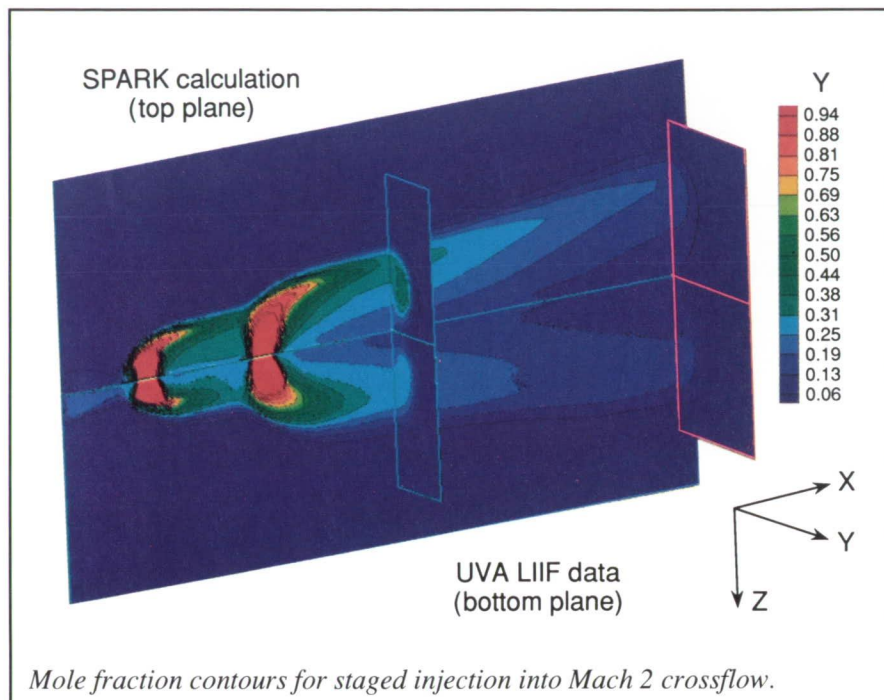 SPARK calculation
(top plane)
Y
0.94
0.88
0.81
0.75
0.69
0.63
0.56
0.50
0.44
0.38
0.31
0.25
0.19
0.13
0.06
X
Y
Z
UVA LIIF data
(bottom plane)
Mole fraction contours for staged injection into Mach 2 crossflow.